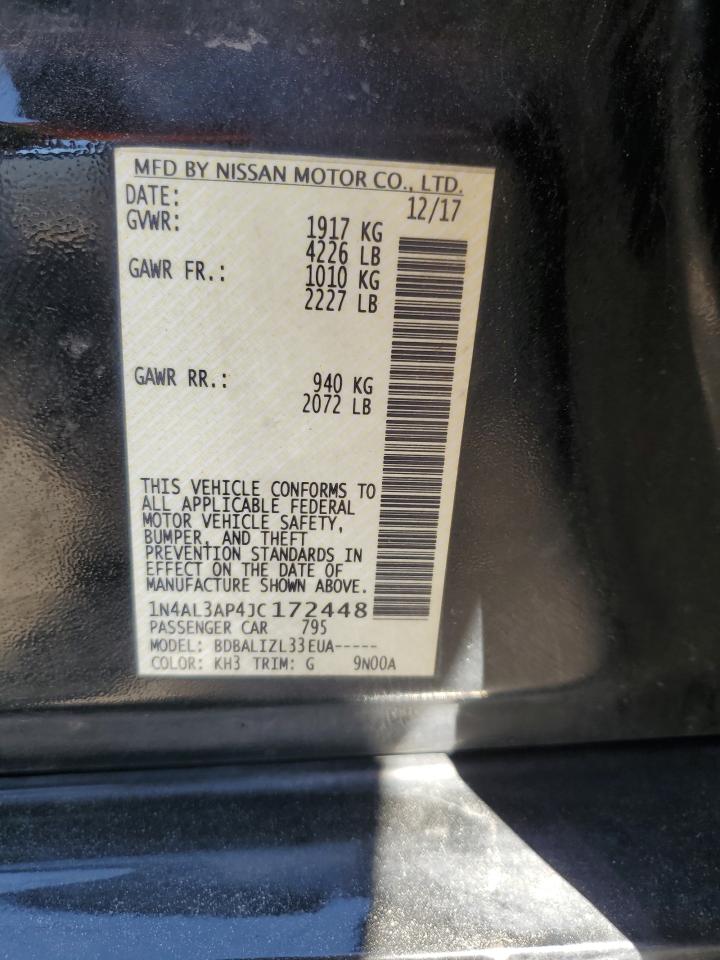 MFD BY NISSAN MOTOR CO., LTD.
DATE: 12/17
GVWR: 1917 KG
4226 LB
GAWR FR.: 1010 KG
2227 LB
GAWR RR.: 940 KG
2072 LB
THIS VEHICLE CONFORMS TO
ALL APPLICABLE FEDERAL
MOTOR VEHICLE SAFETY,
BUMPER, AND THEFT
PREVENTION STANDARDS IN
EFFECT ON THE DATE OF
MANUFACTURE SHOWN ABOVE.
1N4AL3AP4JC172448
PASSENGER CAR 795
MODEL: BDBALIZL33EUA-----
COLOR: KH3 TRIM: G 9N00A